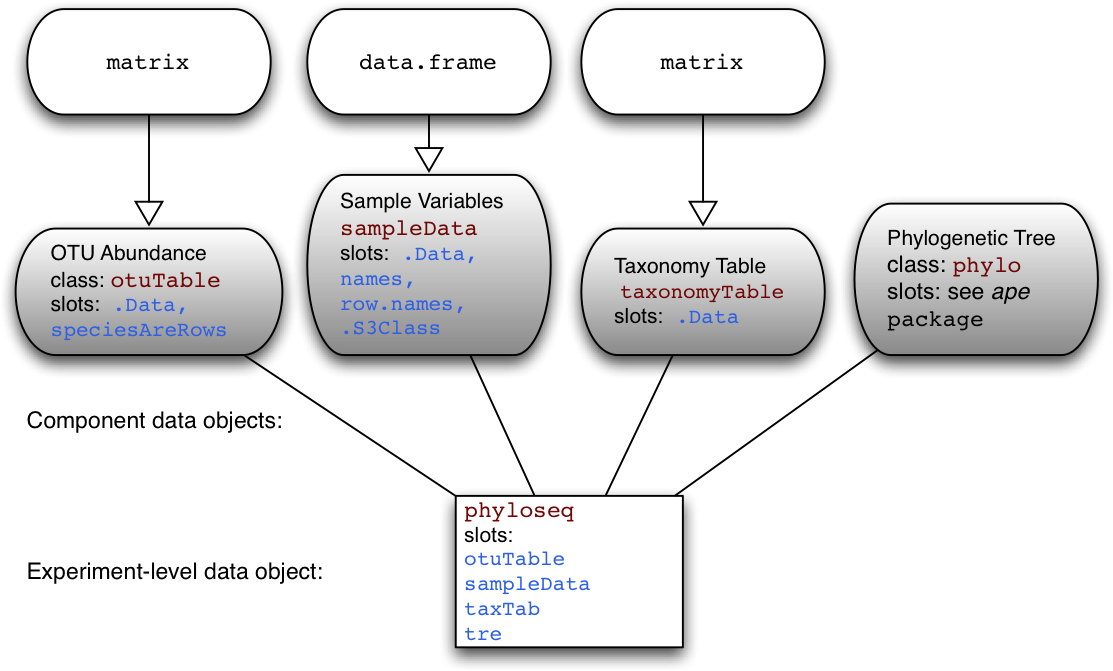 matrix
data.frame
matrix
OTU Abundance
class: otuTable
slots: .Data,
speciesAreRows
Sample Variables
sampleData
slots: .Data,
names,
row.names,
.S3Class
Taxonomy Table
taxonomyTable
slots: .Data
Phylogenetic Tree
class: phylo
slots: see ape
package
Component data objects:
phyloseq
slots:
otuTable
sampleData
taxTab
tre
Experiment-level data object: